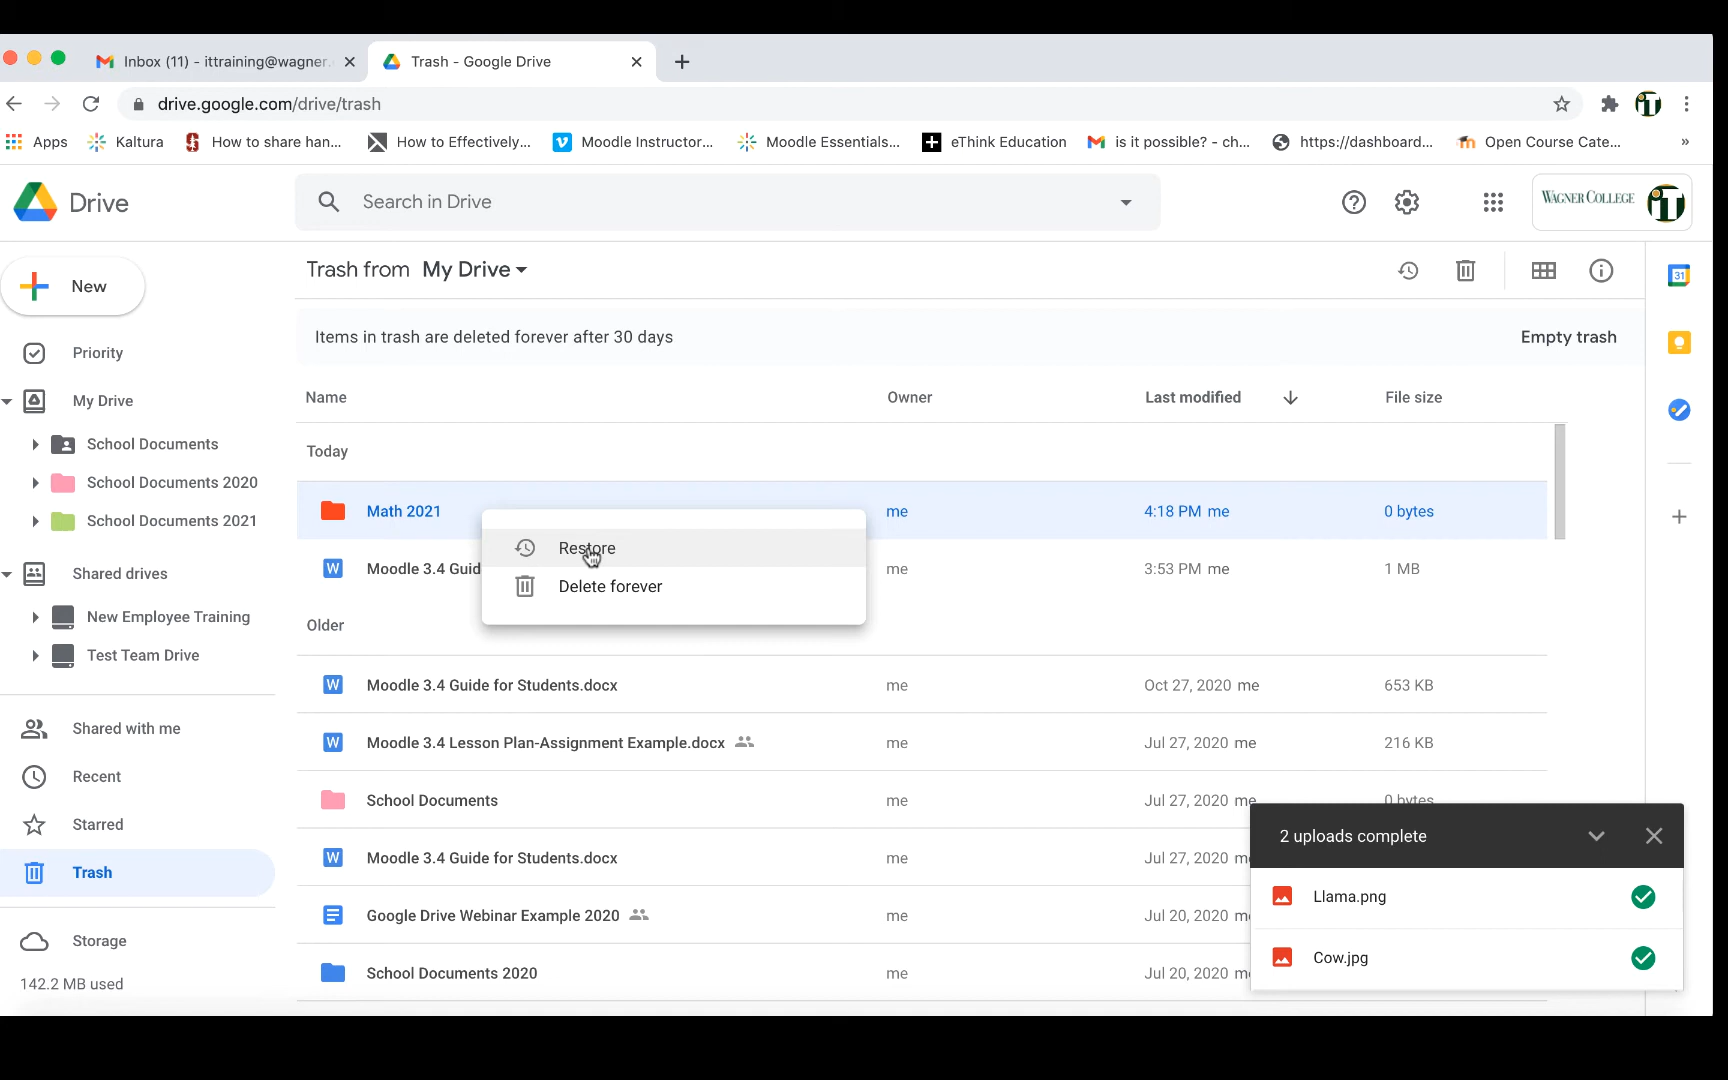 Inbox (11) - ittraining@wagner.
Trash - Google Drive
drive.google.com/drive/trash
Apps
Kaltura
How to share han...
How to Effectively...
Moodle Instructor...
Moodle Essentials...
eThink Education
is it possible? - ch...
https://dashboard...
Open Course Cate...
Drive
Search in Drive
WAGNER COLLEGE
IT
New
Priority
My Drive
School Documents
School Documents 2020
School Documents 2021
Shared drives
New Employee Training
Test Team Drive
Shared with me
Recent
Starred
Trash
Storage
142.2 MB used
Trash from My Drive
Items in trash are deleted forever after 30 days
Empty trash
Name Owner Last modified File size
Today
Math 2021 me 4:18 PM me 0 bytes
Restore
Moodle 3.4 Guid me 3:53 PM me 1 MB
Delete forever
Older
Moodle 3.4 Guide for Students.docx me Oct 27, 2020 me 653 KB
Moodle 3.4 Lesson Plan-Assignment Example.docx me Jul 27, 2020 me 216 KB
School Documents me Jul 27, 2020 me 0 bytes
Moodle 3.4 Guide for Students.docx me Jul 27, 2020 me
Google Drive Webinar Example 2020 me Jul 20, 2020 me
School Documents 2020 me Jul 20, 2020 me
2 uploads complete
Llama.png
Cow.jpg
31